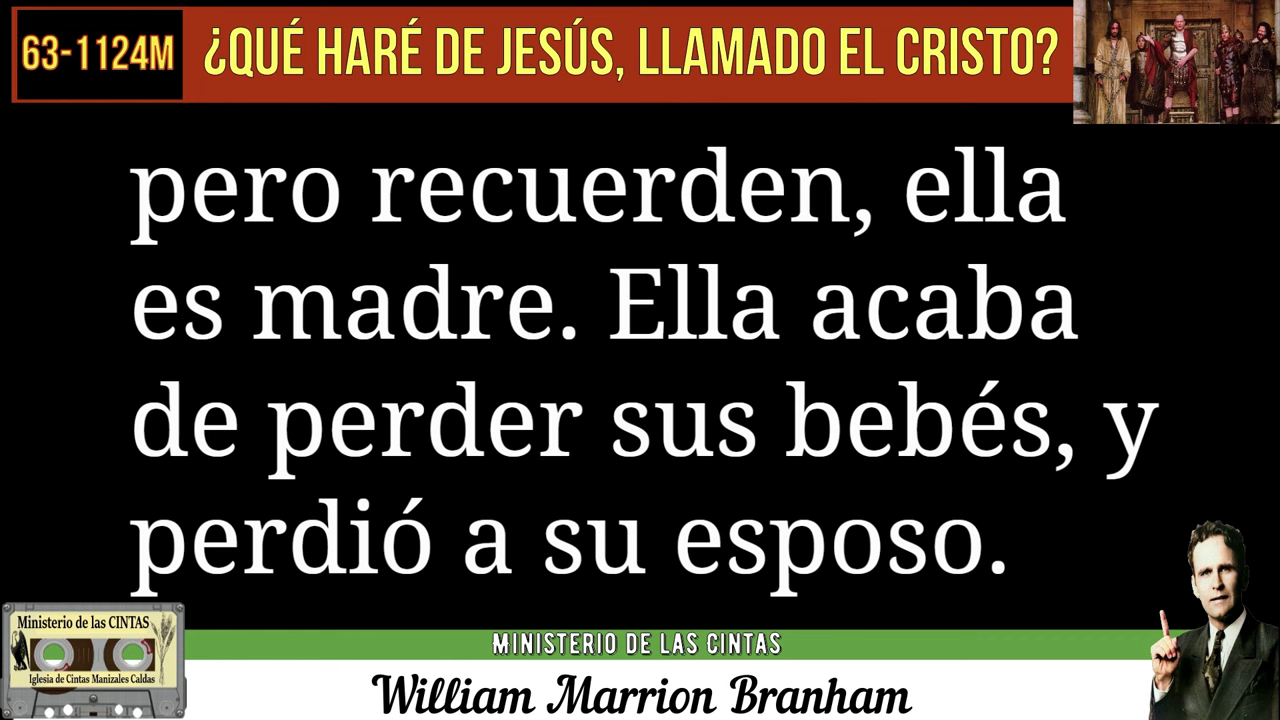 63-1124M
¿QUÉ HARÉ DE JESÚS, LLAMADO EL CRISTO?
pero recuerden, ella
es madre. Ella acaba
de perder sus bebés, y
perdió a su esposo.
Ministerio de las CINTAS
Iglesia de Cintas Manizales Caldas
MINISTERIO DE LAS CINTAS
William Marrion Branham